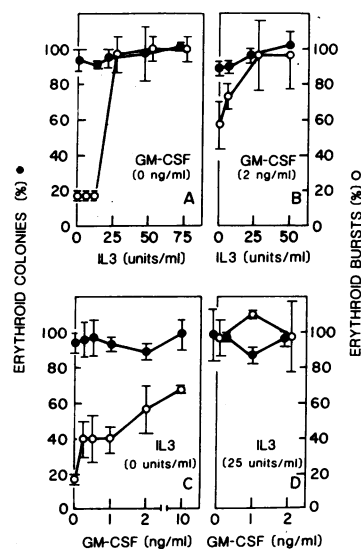 ERYTHROID COLONIES (%) ●
ERYTHROID BURSTS (%) O
100
80
60
40
20
0
GM-CSF
(0 ng/ml)
A
0 25 50 75
IL3 (units/ml)
GM-CSF
(2 ng/ml)
B
100
80
60
40
20
0
0 25 50
IL3 (units/ml)
100
80
60
40
20
0
IL3
(0 units/ml)
C
0 1 2 10
GM-CSF (ng/ml)
IL3
(25 units/ml)
D
100
80
60
40
20
0
0 1 2
GM-CSF (ng/ml)